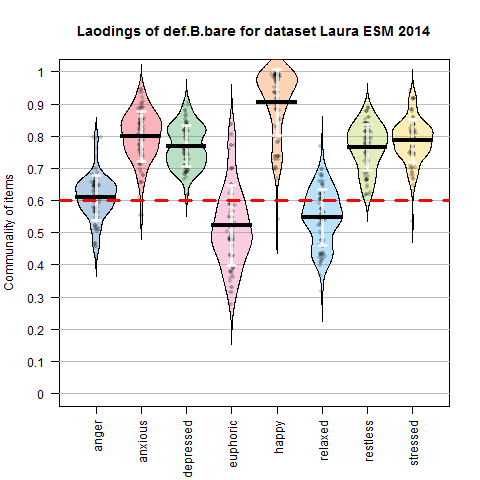 Laodings of def.B.bare for dataset Laura ESM 2014
Communality of items
1
0.9
0.8
0.7
0.6
0.5
0.4
0.3
0.2
0.1
0
anger
anxious
depressed
euphoric
happy
relaxed
restless
stressed